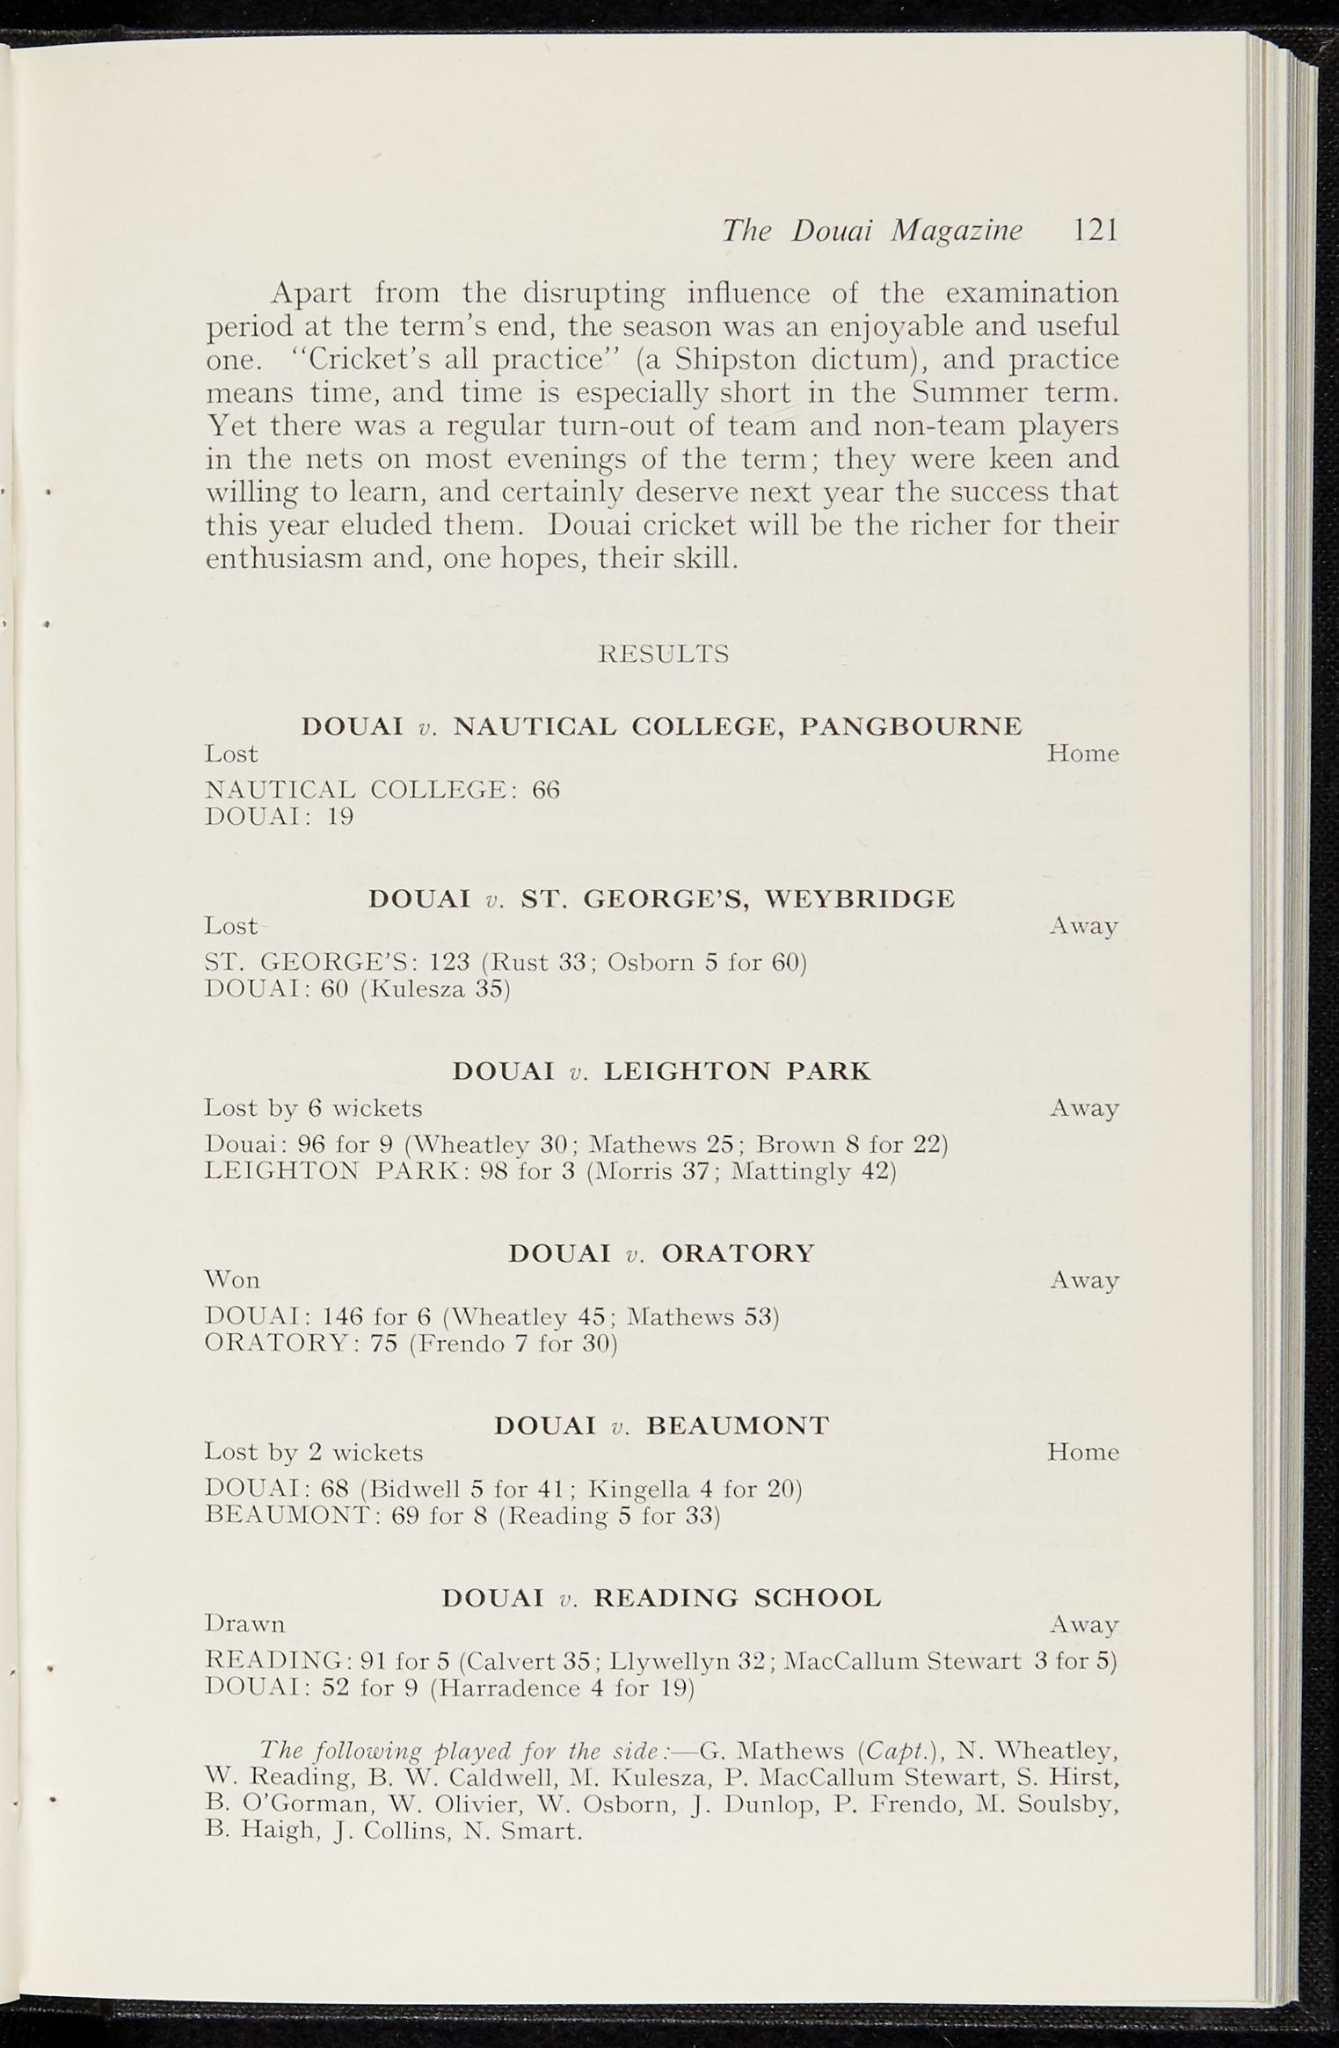 The Douai Magazine 121
Apart from the disrupting influence of the examination
period at the term's end, the season was an enjoyable and useful
one. "Cricket's all practice" (a Shipston dictum), and practice
means time, and time is especially short in the Summer term.
Yet there was a regular turn-out of team and non-team players
in the nets on most evenings of the term; they were keen and
willing to learn, and certainly deserve next year the success that
this year eluded them. Douai cricket will be the richer for their
enthusiasm and, one hopes, their skill.
RESULTS
DOUAI v. NAUTICAL COLLEGE, PANGBOURNE
Lost Home
NAUTICAL COLLEGE: 66
DOUAI: 19
DOUAI v. ST. GEORGE'S, WEYBRIDGE
Lost Away
ST. GEORGE'S: 123 (Rust 33; Osborn 5 for 60)
DOUAI: 60 (Kulesza 35)
DOUAI v. LEIGHTON PARK
Lost by 6 wickets Away
Douai: 96 for 9 (Wheatley 30; Mathews 25; Brown 8 for 22)
LEIGHTON PARK: 98 for 3 (Morris 37; Mattingly 42)
DOUAI v. ORATORY
Won Away
DOUAI: 146 for 6 (Wheatley 45; Mathews 53)
ORATORY: 75 (Frendo 7 for 30)
DOUAI v. BEAUMONT
Lost by 2 wickets Home
DOUAI: 68 (Bidwell 5 for 41; Kingella 4 for 20)
BEAUMONT: 69 for 8 (Reading 5 for 33)
DOUAI v. READING SCHOOL
Drawn Away
READING: 91 for 5 (Calvert 35; Llywellyn 32; MacCallum Stewart 3 for 5)
DOUAI: 52 for 9 (Harradence 4 for 19)
The following played for the side:—G. Mathews (Capt.), N. Wheatley,
W. Reading, B. W. Caldwell, M. Kulesza, P. MacCallum Stewart, S. Hirst,
B. O'Gorman, W. Olivier, W. Osborn, J. Dunlop, P. Frendo, M. Soulsby,
B. Haigh, J. Collins, N. Smart.